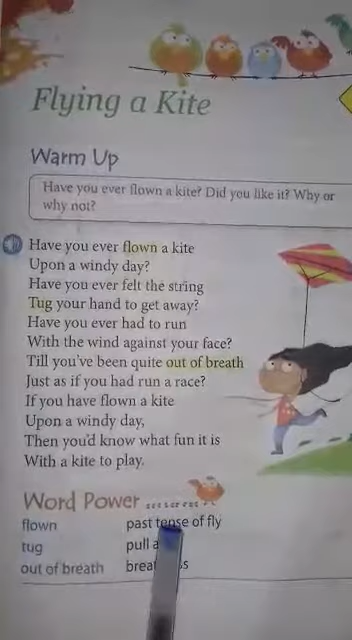 Flying a Kite
Warm Up
Have you ever flown a kite? Did you like it? Why or
why not?
Have you ever flown a kite
Upon a windy day?
Have you ever felt the string
Tug your hand to get away?
Have you ever had to run
With the wind against your face?
Till you've been quite out of breath
Just as if you had run a race?
If you have flown a kite
Upon a windy day,
Then you'd know what fun it is
With a kite to play.
Word Power
flown past tense of fly
tug pull
out of breath